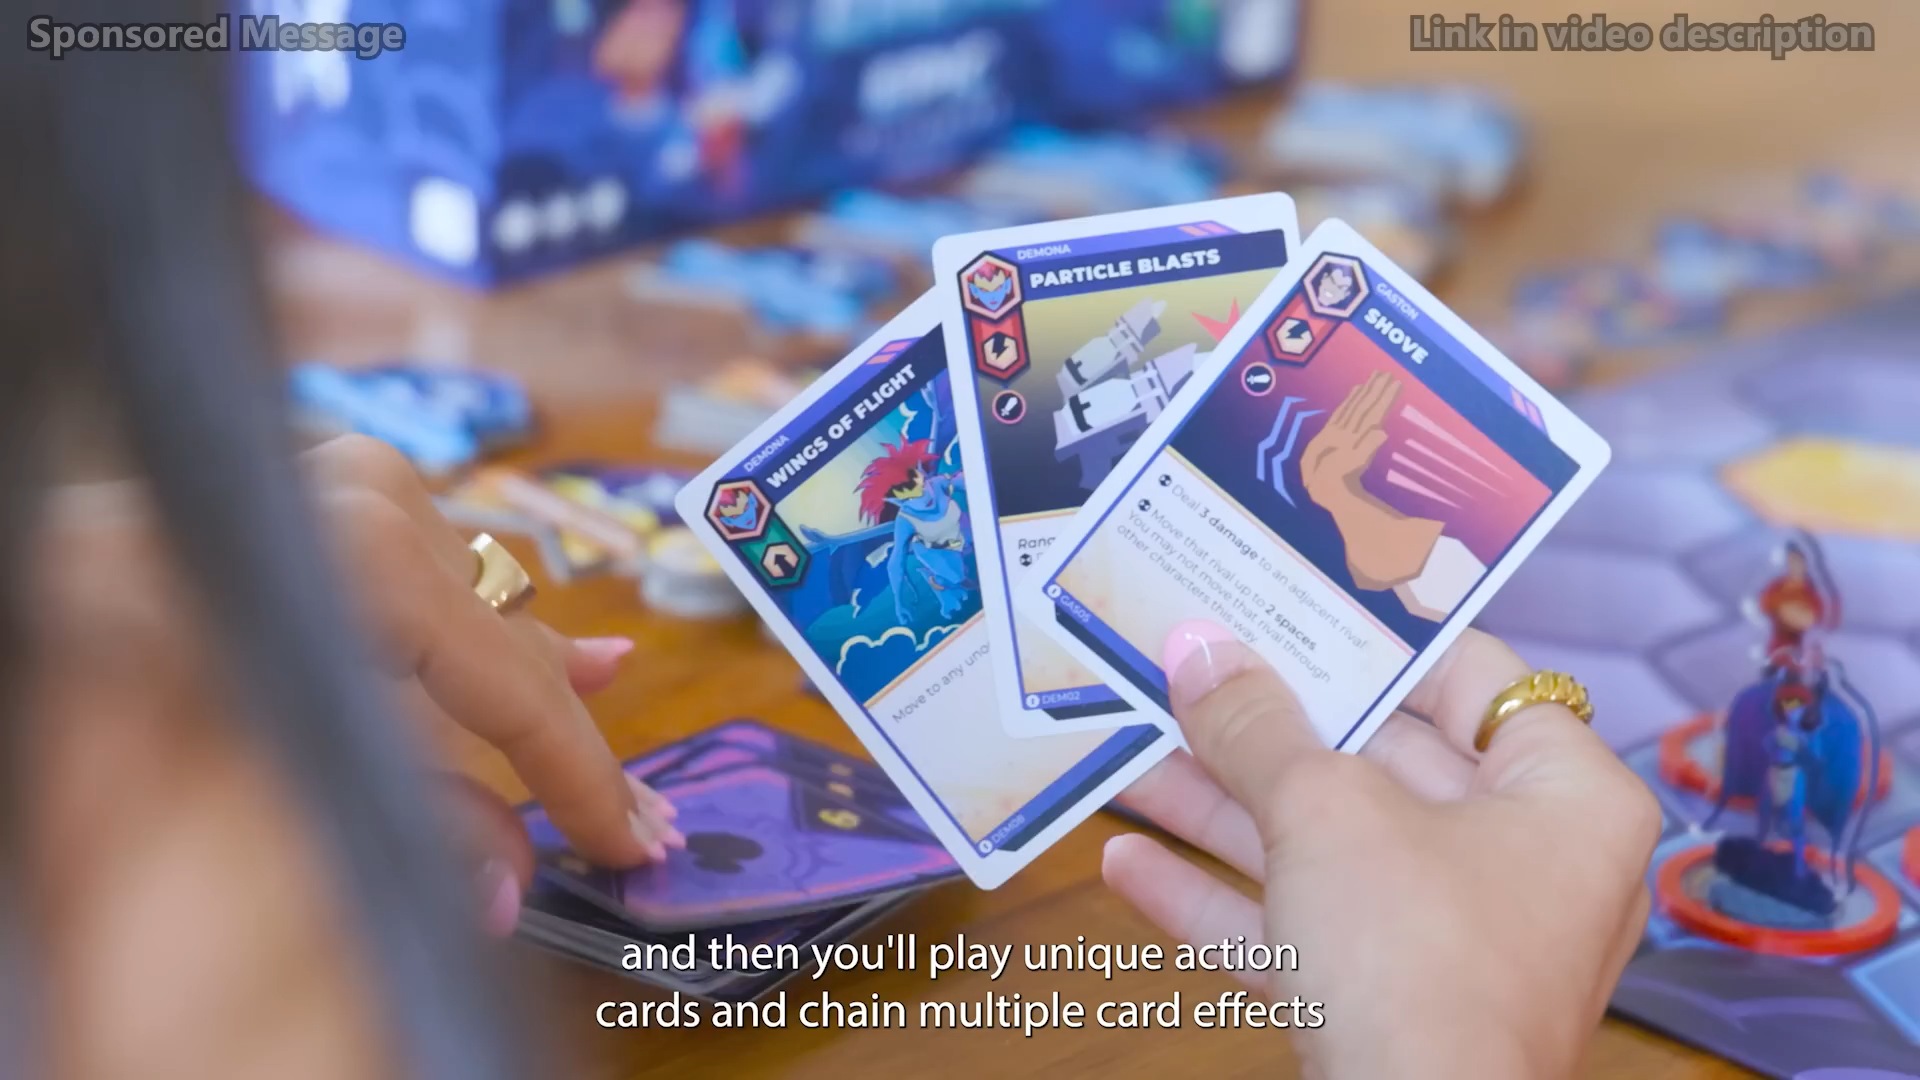 Sponsored Message
Link in video description
DEMONA
PARTICLE BLASTS
GASTON
SHOVE
DEMONA
WINGS OF FLIGHT
Deal 3 damage to an adjacent rival.
Move that rival up to 2 spaces.
You may not move that rival through
other characters this way.
GAS05
DEM02
Move to any
DEM08
6
and then you'll play unique action
cards and chain multiple card effects